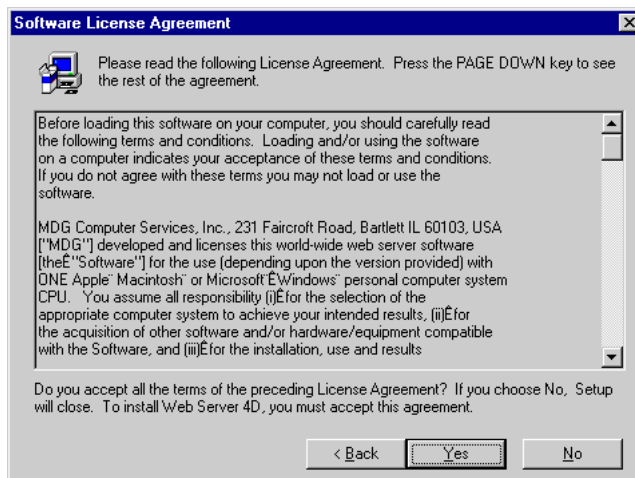 Software License Agreement
Please read the following License Agreement. Press the PAGE DOWN key to see
the rest of the agreement.
Before loading this software on your computer, you should carefully read
the following terms and conditions. Loading and/or using the software
on a computer indicates your acceptance of these terms and conditions.
If you do not agree with these terms you may not load or use the
software.
MDG Computer Services, Inc., 231 Faircroft Road, Bartlett IL 60103, USA
["MDG"] developed and licenses this world-wide web server software
[theÊ"Software"] for the use (depending upon the version provided) with
ONE Apple¨ Macintosh¨ or Microsoft¨ÊWindows¨ personal computer system
CPU. You assume all responsibility (i)Êfor the selection of the
appropriate computer system to achieve your intended results, (ii)Êfor
the acquisition of other software and/or hardware/equipment compatible
with the Software, and (iii)Êfor the installation, use and results
Do you accept all the terms of the preceding License Agreement? If you choose No, Setup
will close. To install Web Server 4D, you must accept this agreement.
< Back
Yes
No